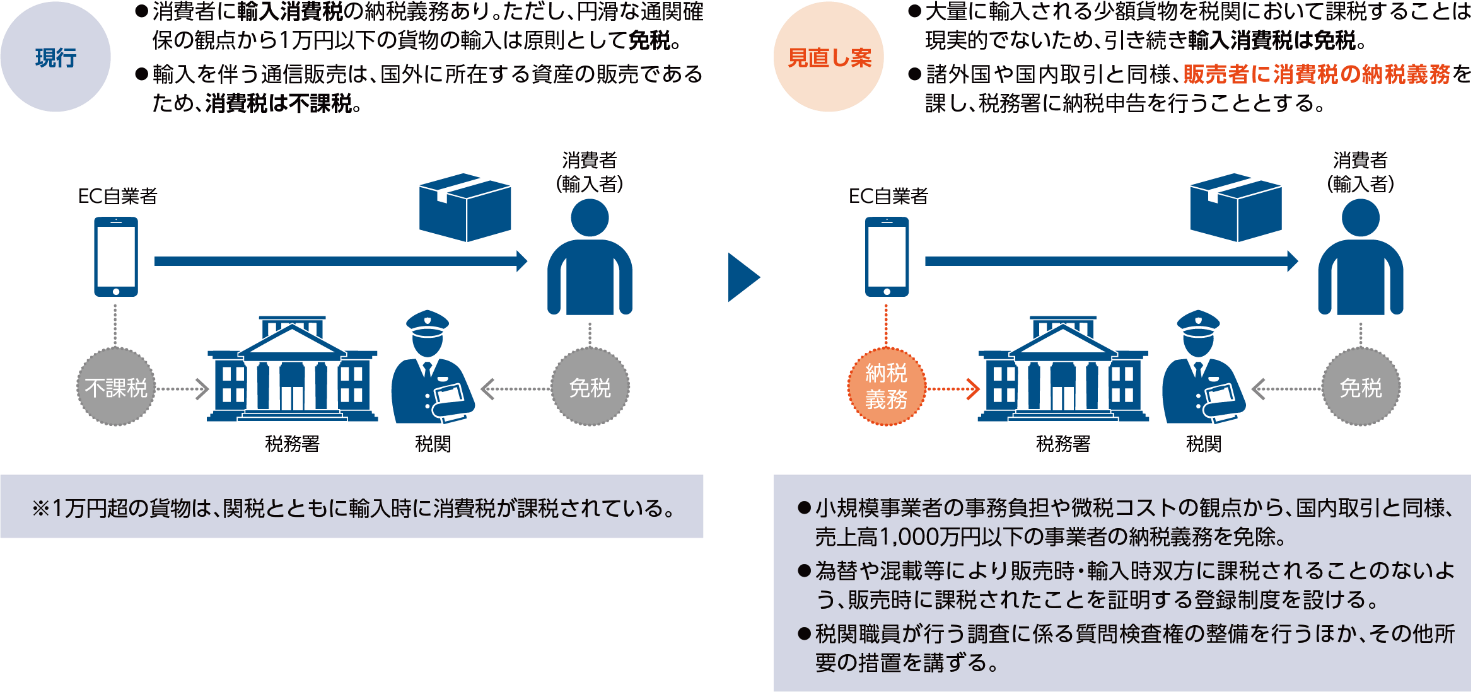 現行
●消費者に輸入消費税の納税義務あり。ただし、円滑な通関確
保の観点から1万円以下の貨物の輸入は原則として免税。
●輸入を伴う通信販売は、国外に所在する資産の販売である
ため、消費税は不課税。
EC自業者
消費者
(輸入者)
不課税
税務署
税関
免税
※1万円超の貨物は、関税とともに輸入時に消費税が課税されている。
見直し案
●大量に輸入される少額貨物を税関において課税することは
現実的でないため、引き続き輸入消費税は免税。
●諸外国や国内取引と同様、販売者に消費税の納税義務を
課し、税務署に納税申告を行うこととする。
EC自業者
消費者
(輸入者)
納税
義務
税務署
税関
免税
●小規模事業者の事務負担や微税コストの観点から、国内取引と同様、
売上高1,000万円以下の事業者の納税義務を免除。
●為替や混載等により販売時・輸入時双方に課税されることのないよ
う、販売時に課税されたことを証明する登録制度を設ける。
●税関職員が行う調査に係る質問検査権の整備を行うほか、その他所
要の措置を講ずる。